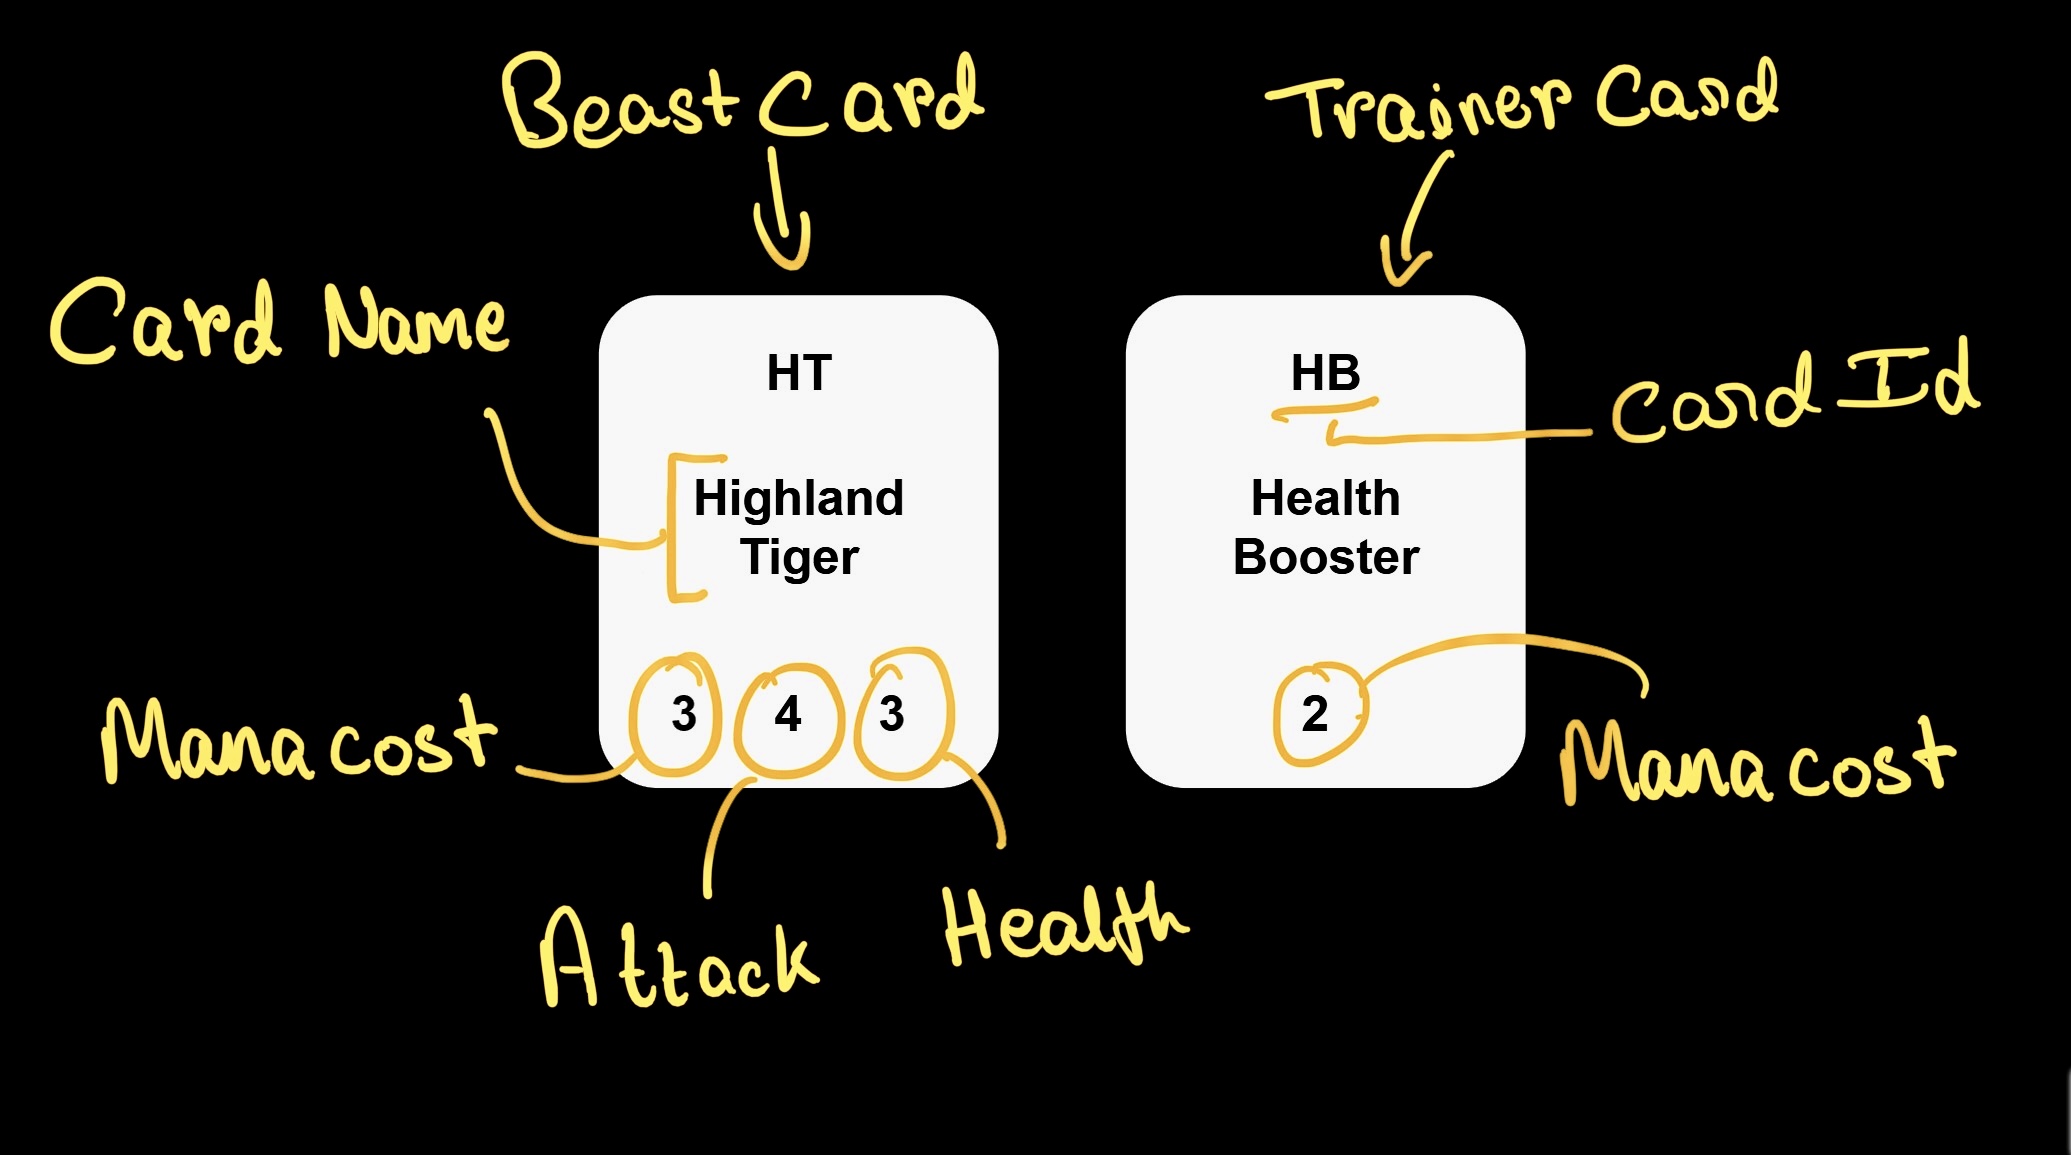 Beast Card
Trainer Card
Card Name
HT
HB
Card Id
Highland
Tiger
Health
Booster
3 4 3
2
Mana cost
Mana cost
Attack
Health